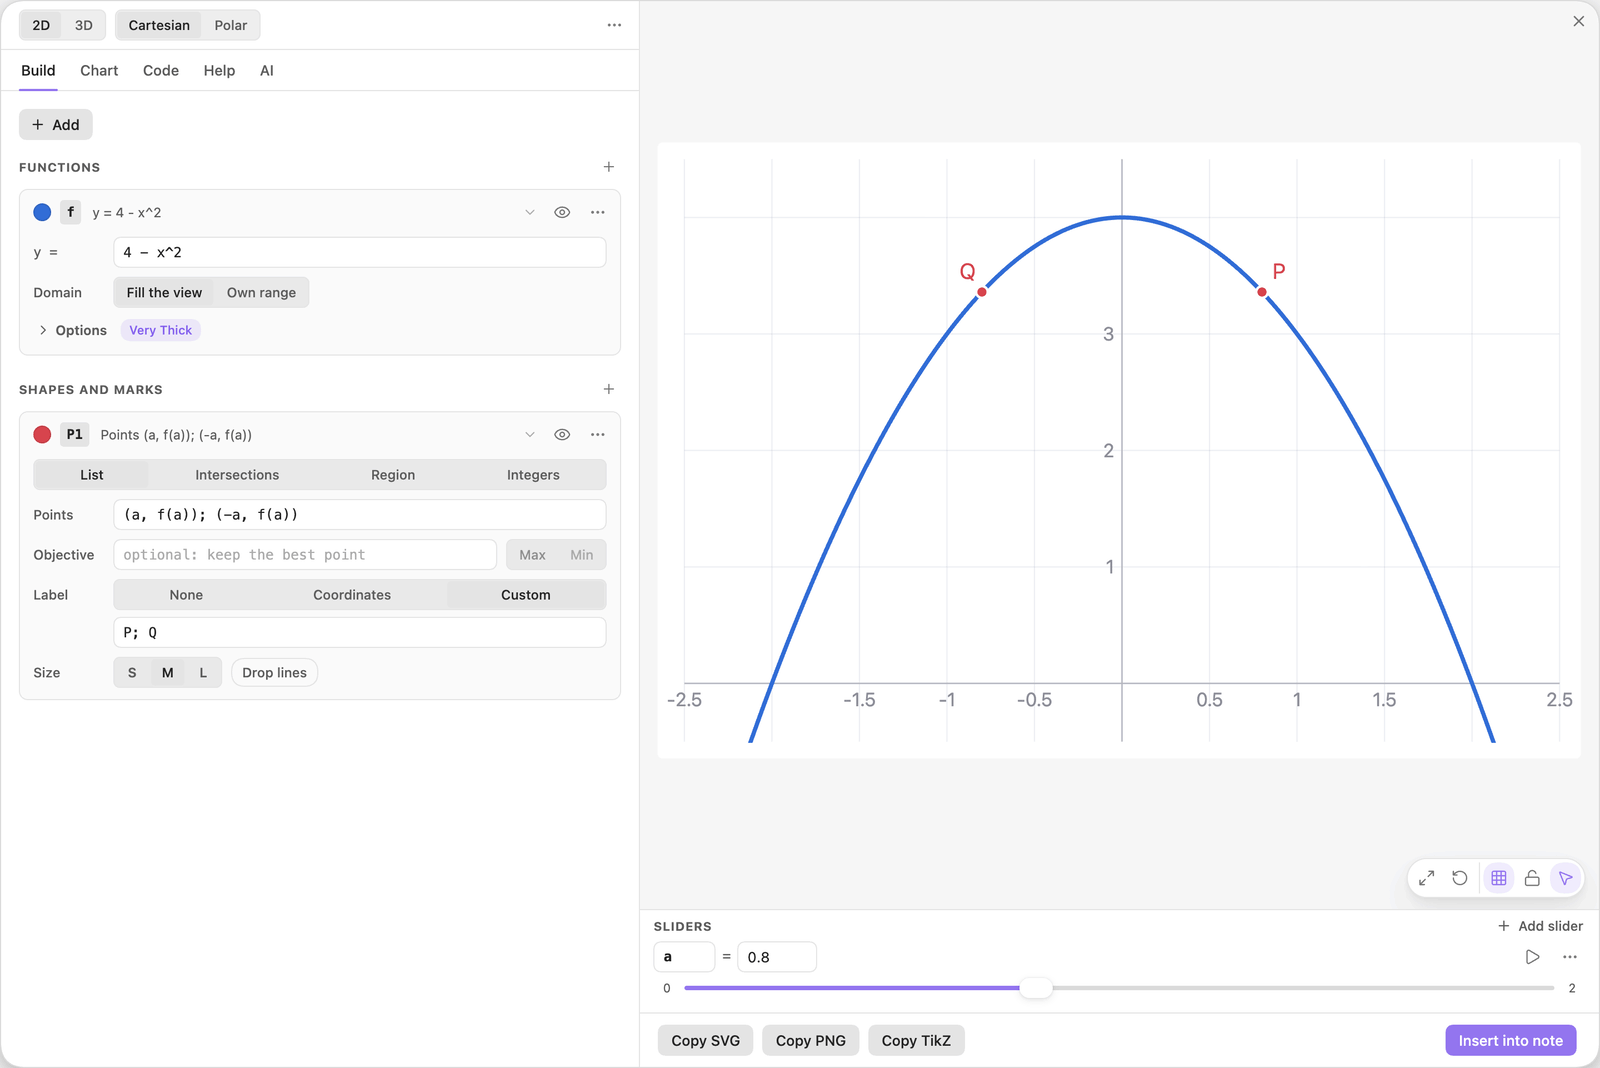 2D 3D Cartesian Polar
Build Chart Code Help AI
+ Add
FUNCTIONS
f y = 4 - x^2
y = 4 − x^2
Domain Fill the view Own range
Options Very Thick
SHAPES AND MARKS
P1 Points (a, f(a)); (-a, f(a))
List Intersections Region Integers
Points (a, f(a)); (−a, f(a))
Objective optional: keep the best point Max Min
Label None Coordinates Custom
P; Q
Size S M L Drop lines
Q P
3
2
1
-2.5 -1.5 -1 -0.5 0.5 1 1.5 2.5
SLIDERS + Add slider
a = 0.8
0 2
Copy SVG Copy PNG Copy TikZ Insert into note